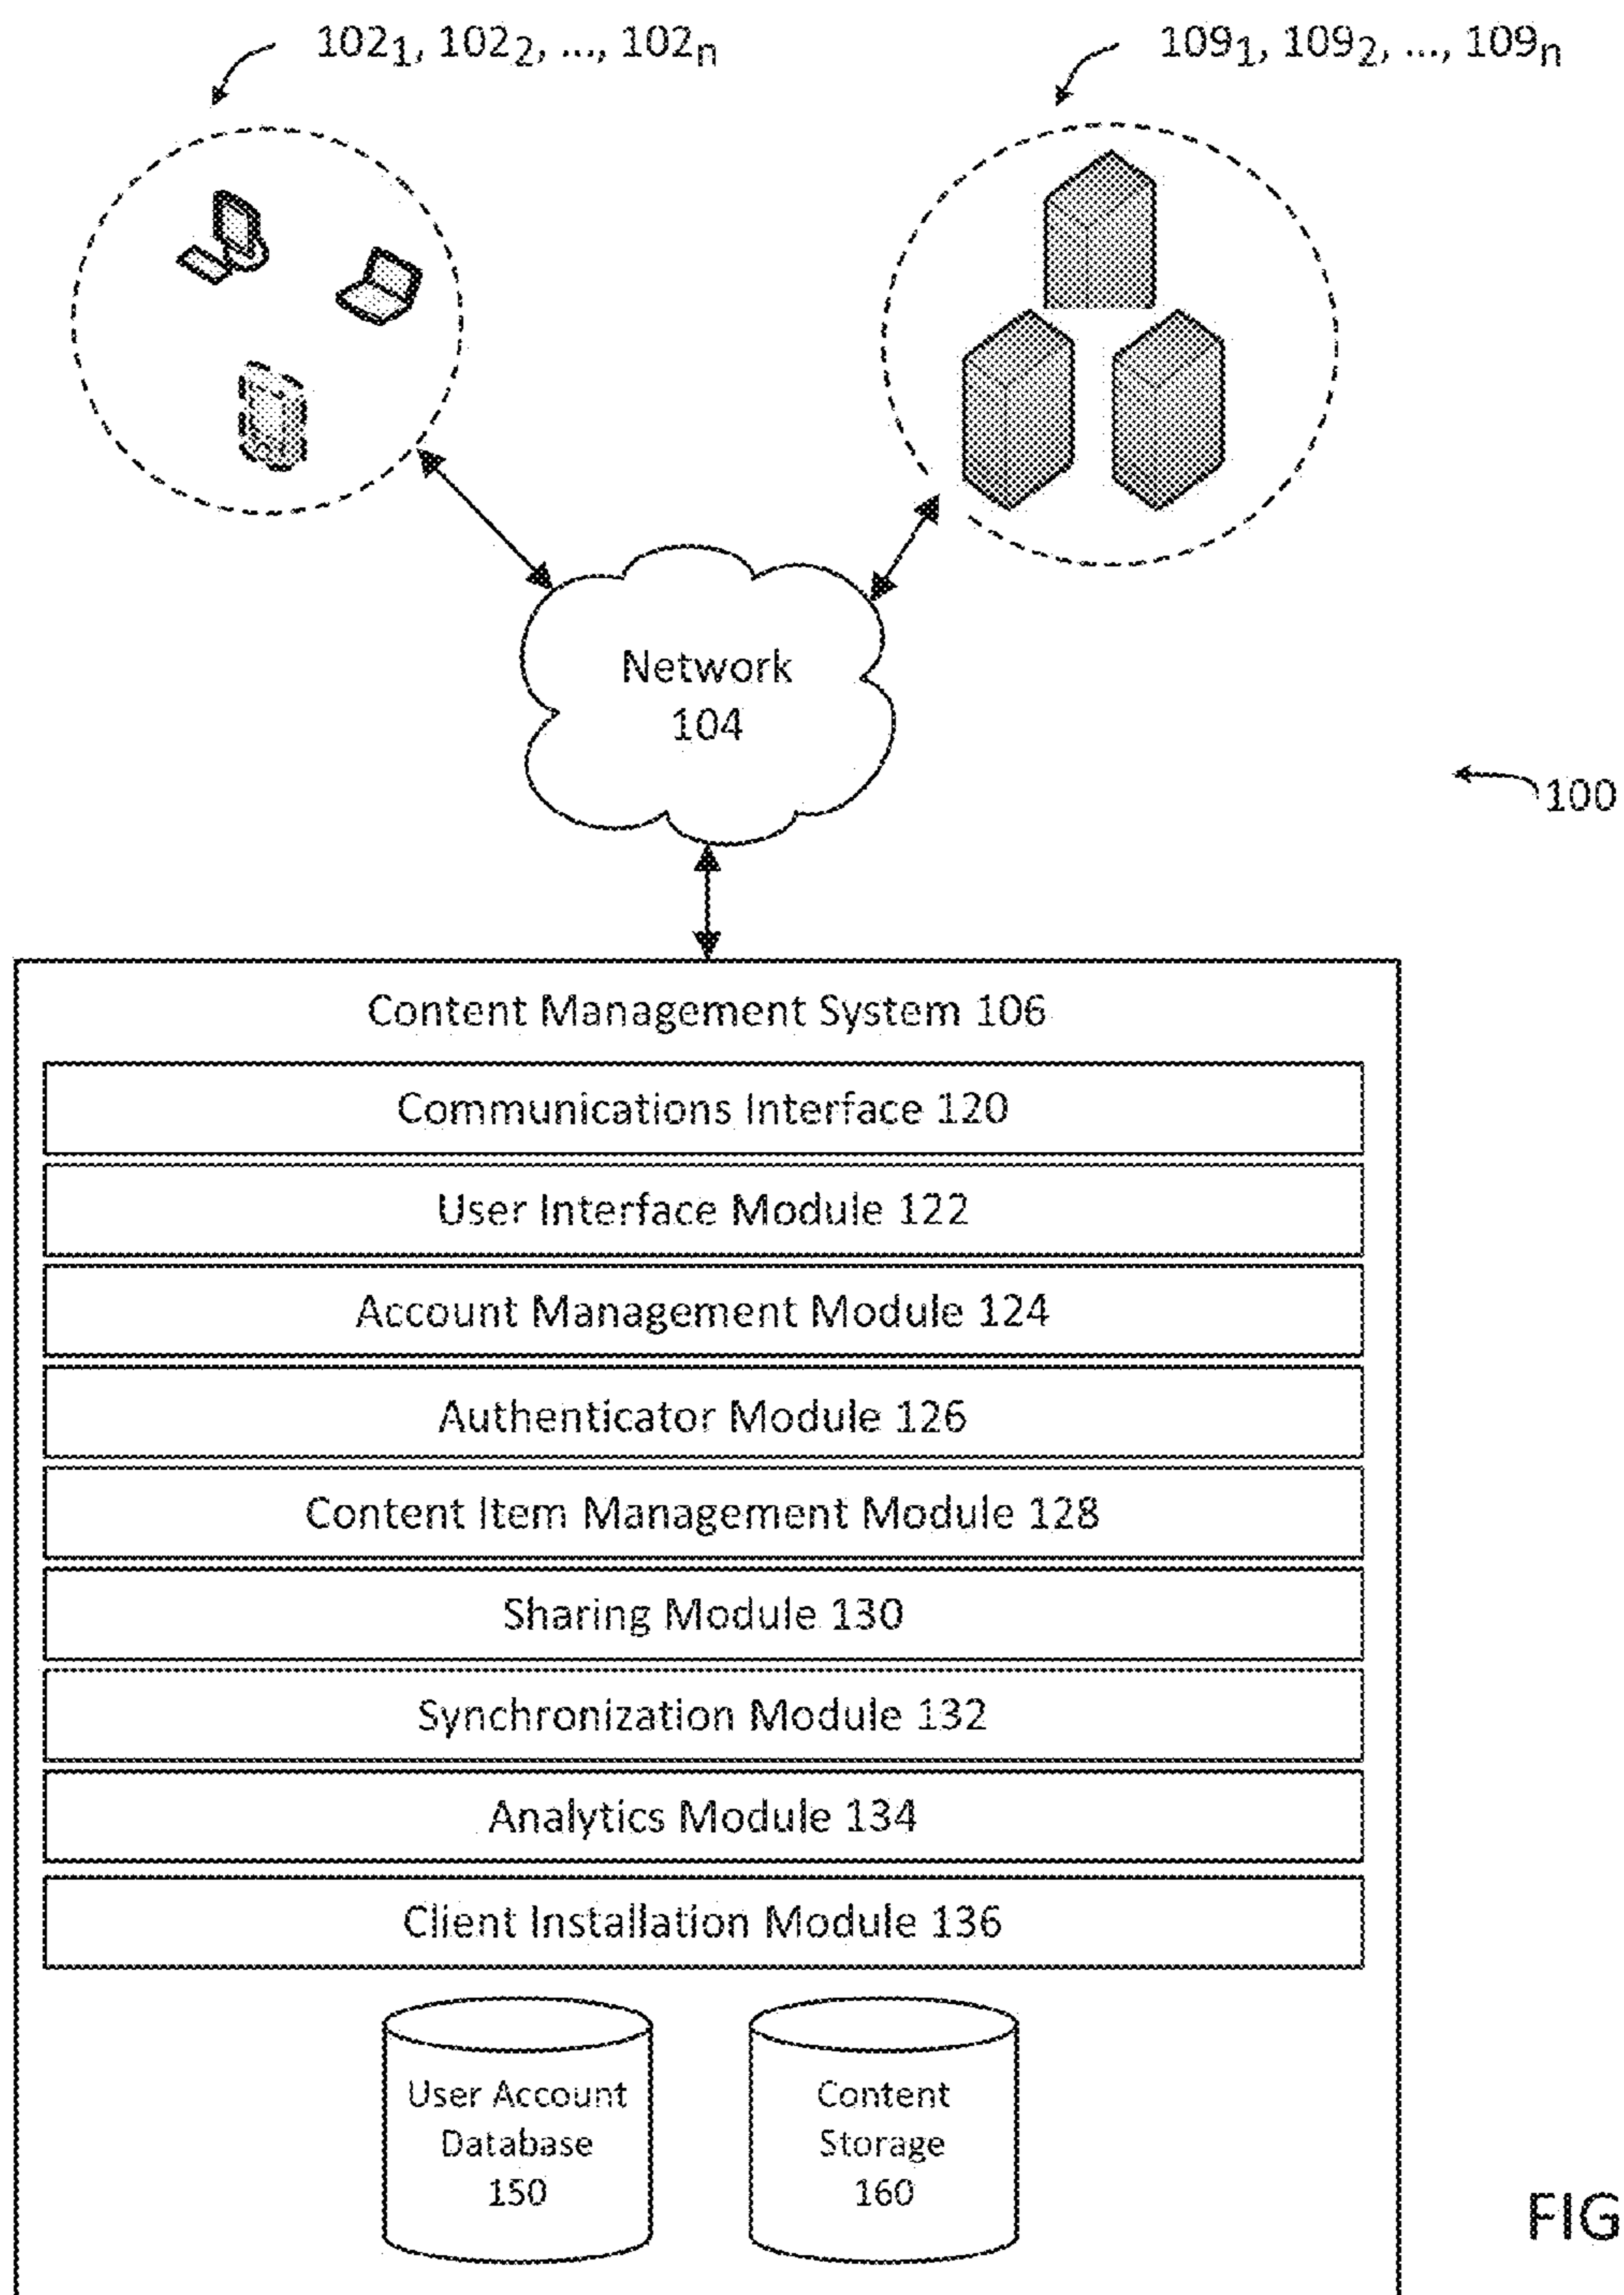 102₁, 102₂, ..., 102ₙ
109₁, 109₂, ..., 109ₙ
Network
104
100
Content Management System 106
Communications Interface 120
User Interface Module 122
Account Management Module 124
Authenticator Module 126
Content Item Management Module 128
Sharing Module 130
Synchronization Module 132
Analytics Module 134
Client Installation Module 136
User Account
Database
150
Content
Storage
160
FIG